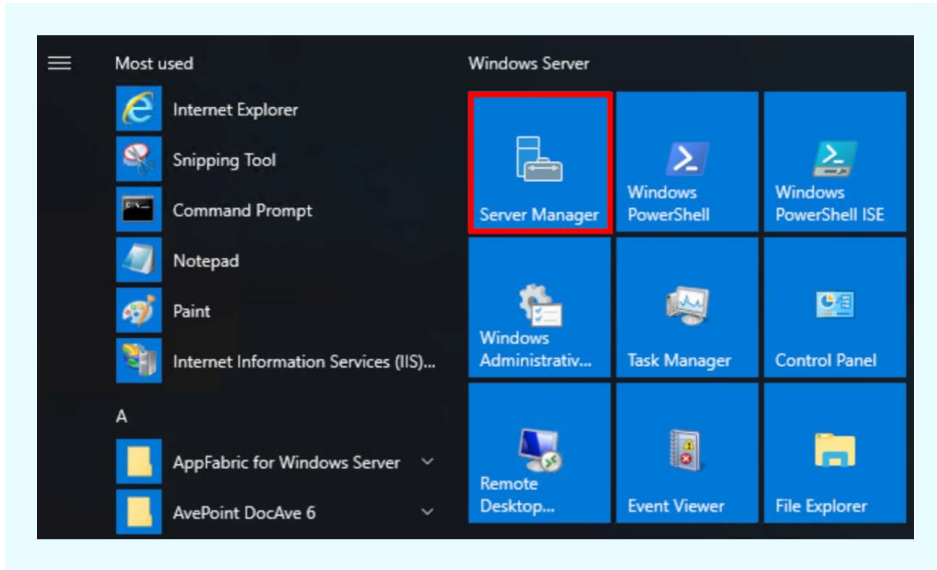 Most used
Internet Explorer
Snipping Tool
Command Prompt
Notepad
Paint
Internet Information Services (IIS)...
A
AppFabric for Windows Server
AvePoint DocAve 6
Windows Server
Server Manager
Windows
PowerShell
Windows
PowerShell ISE
Windows
Administrativ...
Task Manager
Control Panel
Remote
Desktop...
Event Viewer
File Explorer